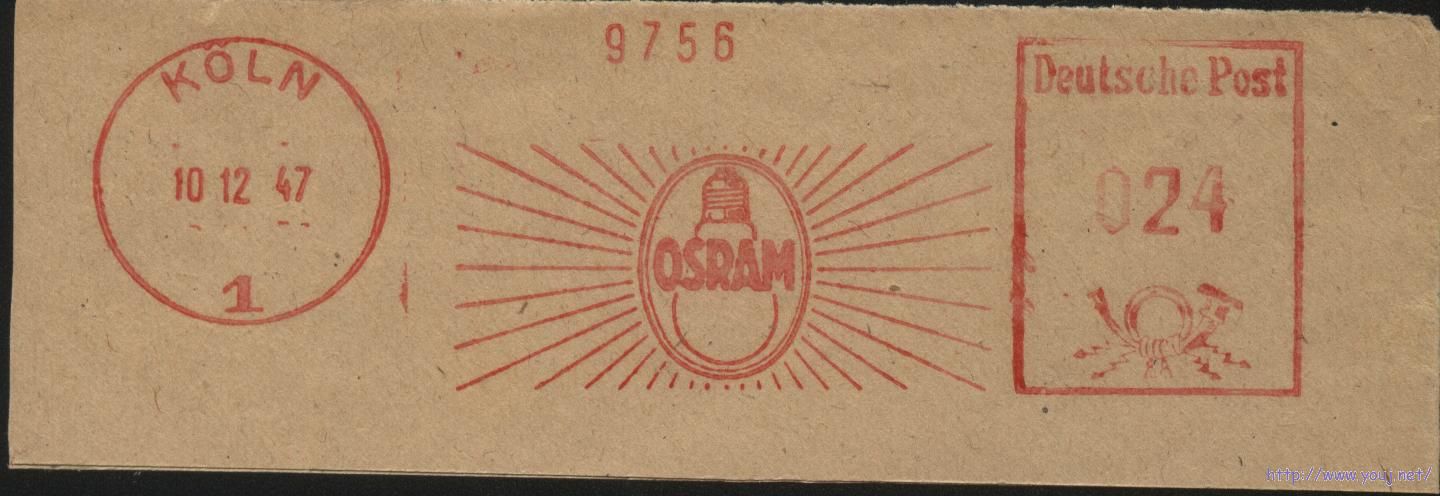 9756
KÖLN
10 12 47
1
OSRAM
Deutsche Post
024
http://www.youj.net/